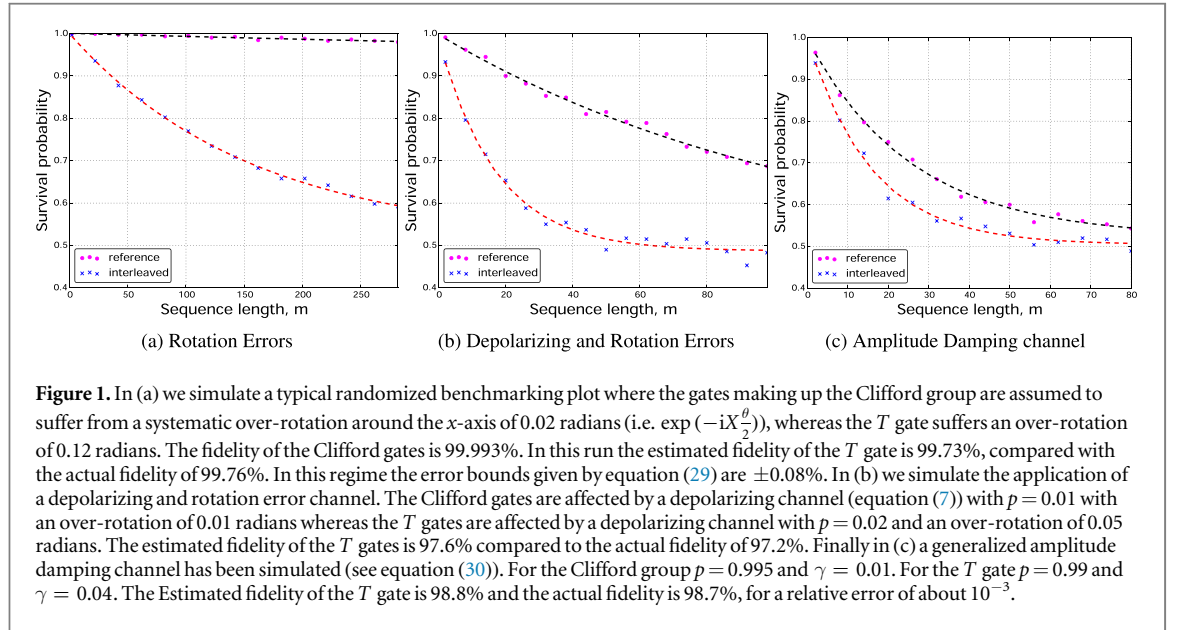 1.0
0.9
0.8
0.7
0.6
0.5
0.4
Survival probability
reference
interleaved
0 50 100 150 200 250
Sequence length, m
(a) Rotation Errors
1.0
0.9
0.8
0.7
0.6
0.5
0.4
Survival probability
reference
interleaved
0 20 40 60 80
Sequence length, m
(b) Depolarizing and Rotation Errors
1.0
0.9
0.8
0.7
0.6
0.5
0.4
Survival probability
reference
interleaved
0 10 20 30 40 50 60 70 80
Sequence length, m
(c) Amplitude Damping channel
Figure 1. In (a) we simulate a typical randomized benchmarking plot where the gates making up the Clifford group are assumed to
suffer from a systematic over-rotation around the x-axis of 0.02 radians (i.e. exp (−iX θ/2)), whereas the T gate suffers an over-rotation
of 0.12 radians. The fidelity of the Clifford gates is 99.993%. In this run the estimated fidelity of the T gate is 99.73%, compared with
the actual fidelity of 99.76%. In this regime the error bounds given by equation (29) are ±0.08%. In (b) we simulate the application of
a depolarizing and rotation error channel. The Clifford gates are affected by a depolarizing channel (equation (7)) with p = 0.01 with
an over-rotation of 0.01 radians whereas the T gates are affected by a depolarizing channel with p = 0.02 and an over-rotation of 0.05
radians. The estimated fidelity of the T gates is 97.6% compared to the actual fidelity of 97.2%. Finally in (c) a generalized amplitude
damping channel has been simulated (see equation (30)). For the Clifford group p = 0.995 and γ = 0.01. For the T gate p = 0.99 and
γ = 0.04. The Estimated fidelity of the T gate is 98.8% and the actual fidelity is 98.7%, for a relative error of about 10⁻³.